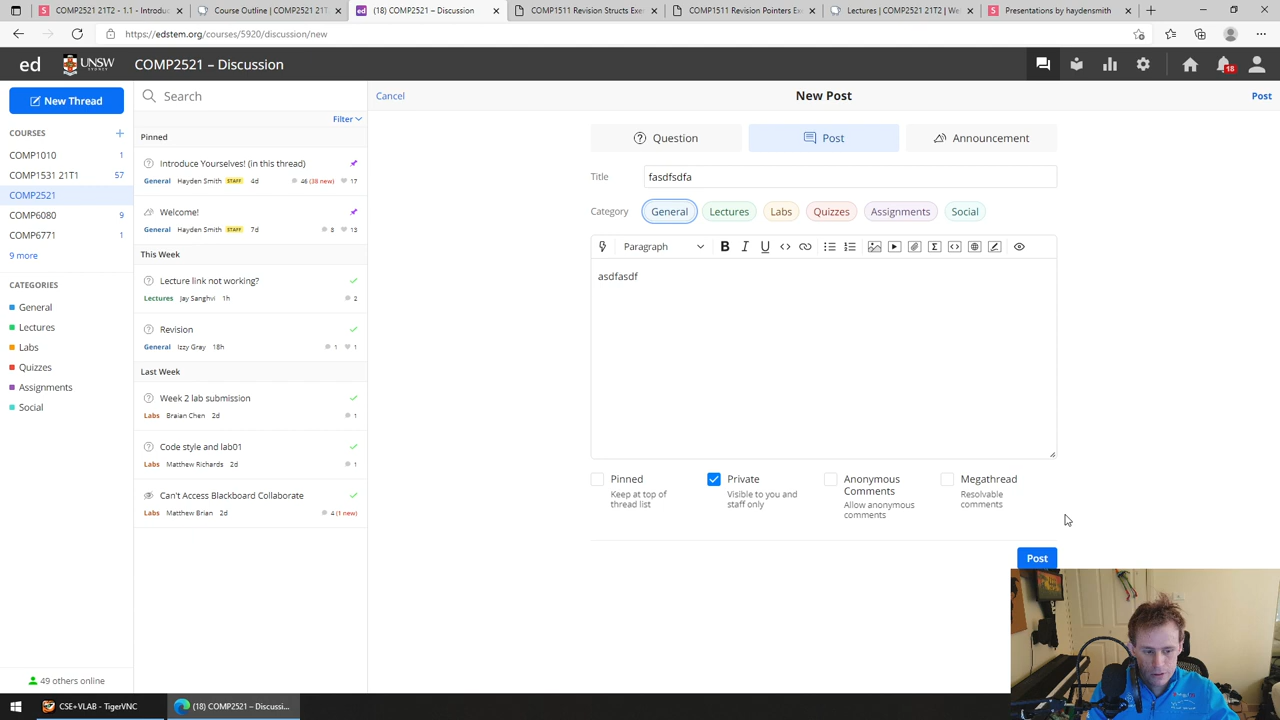 COMP2521 21T2 - 1.1 - Introduc
Course Outline | COMP2521 21T
(18) COMP2521 – Discussion
COMP1511 Revision Structs Exer
COMP1511 Revision Pointers Exe
Lectures | COMP2521 21T2 | We
Presentations by haydensmith
https://edstem.org/courses/5920/discussion/new
ed
UNSW
SYDNEY
COMP2521 – Discussion
18
New Thread
COURSES
COMP1010 1
COMP1531 21T1 57
COMP2521
COMP6080 9
COMP6771 1
9 more
CATEGORIES
General
Lectures
Labs
Quizzes
Assignments
Social
49 others online
Search
Filter
Pinned
Introduce Yourselves! (in this thread)
General Hayden Smith STAFF 4d 46 (38 new) 17
Welcome!
General Hayden Smith STAFF 7d 8 13
This Week
Lecture link not working?
Lectures Jay Sanghvi 1h 2
Revision
General Izzy Gray 18h 1 1
Last Week
Week 2 lab submission
Labs Braian Chen 2d 1
Code style and lab01
Labs Matthew Richards 2d 1
Can't Access Blackboard Collaborate
Labs Matthew Brian 2d 4 (1 new)
Cancel
New Post
Post
Question
Post
Announcement
Title fasdfsdfa
Category General Lectures Labs Quizzes Assignments Social
Paragraph B I U
asdfasdf
Pinned
Keep at top of
thread list
Private
Visible to you and
staff only
Anonymous
Comments
Allow anonymous
comments
Megathread
Resolvable
comments
Post
CSE+VLAB - TigerVNC
(18) COMP2521 – Discussi...